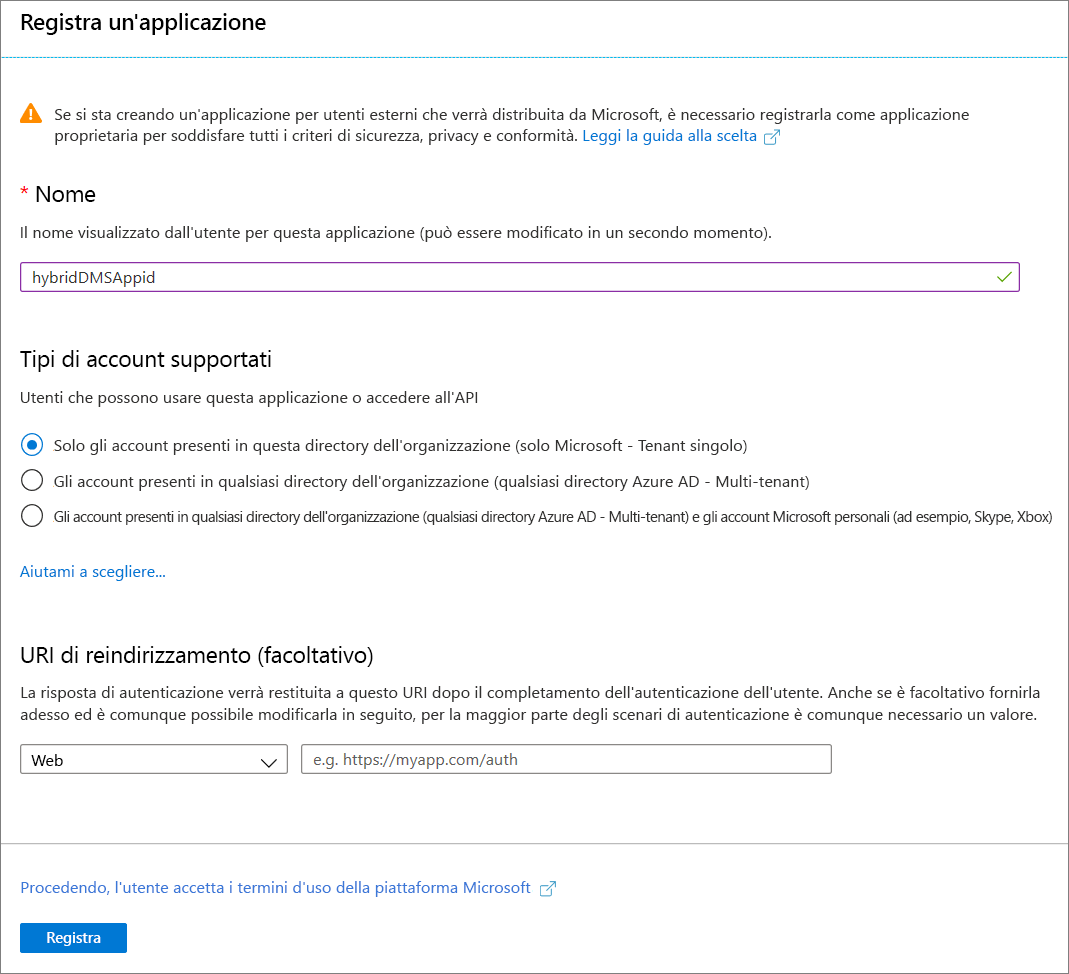 Registra un'applicazione
Se si sta creando un'applicazione per utenti esterni che verrà distribuita da Microsoft, è necessario registrarla come applicazione
proprietaria per soddisfare tutti i criteri di sicurezza, privacy e conformità. Leggi la guida alla scelta
* Nome
Il nome visualizzato dall'utente per questa applicazione (può essere modificato in un secondo momento).
hybridDMSAppid
Tipi di account supportati
Utenti che possono usare questa applicazione o accedere all'API
Solo gli account presenti in questa directory dell'organizzazione (solo Microsoft - Tenant singolo)
Gli account presenti in qualsiasi directory dell'organizzazione (qualsiasi directory Azure AD - Multi-tenant)
Gli account presenti in qualsiasi directory dell'organizzazione (qualsiasi directory Azure AD - Multi-tenant) e gli account Microsoft personali (ad esempio, Skype, Xbox)
Aiutami a scegliere...
URI di reindirizzamento (facoltativo)
La risposta di autenticazione verrà restituita a questo URI dopo il completamento dell'autenticazione dell'utente. Anche se è facoltativo fornirla
adesso ed è comunque possibile modificarla in seguito, per la maggior parte degli scenari di autenticazione è comunque necessario un valore.
Web e.g. https://myapp.com/auth
Procedendo, l'utente accetta i termini d'uso della piattaforma Microsoft
Registra